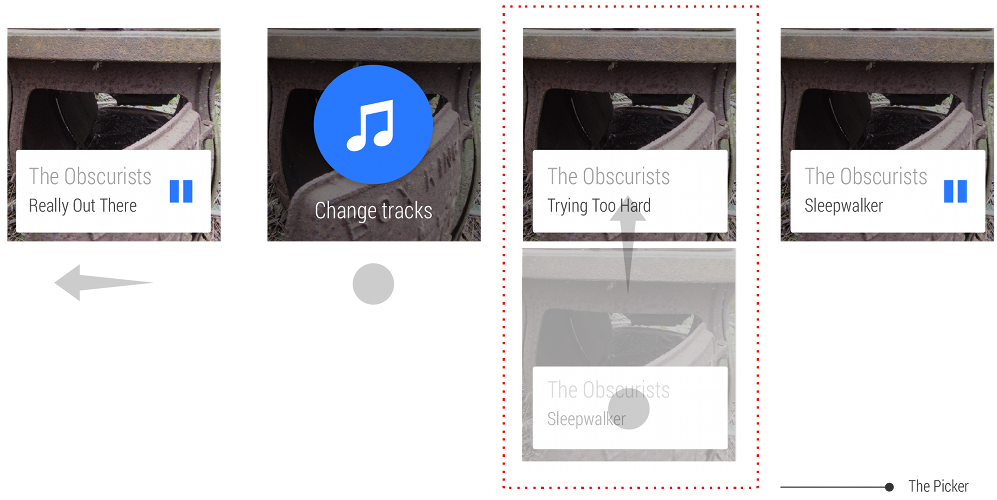 The Obscurists
Really Out There
Change tracks
The Obscurists
Trying Too Hard
The Obscurists
Sleepwalker
The Obscurists
Sleepwalker
The Picker